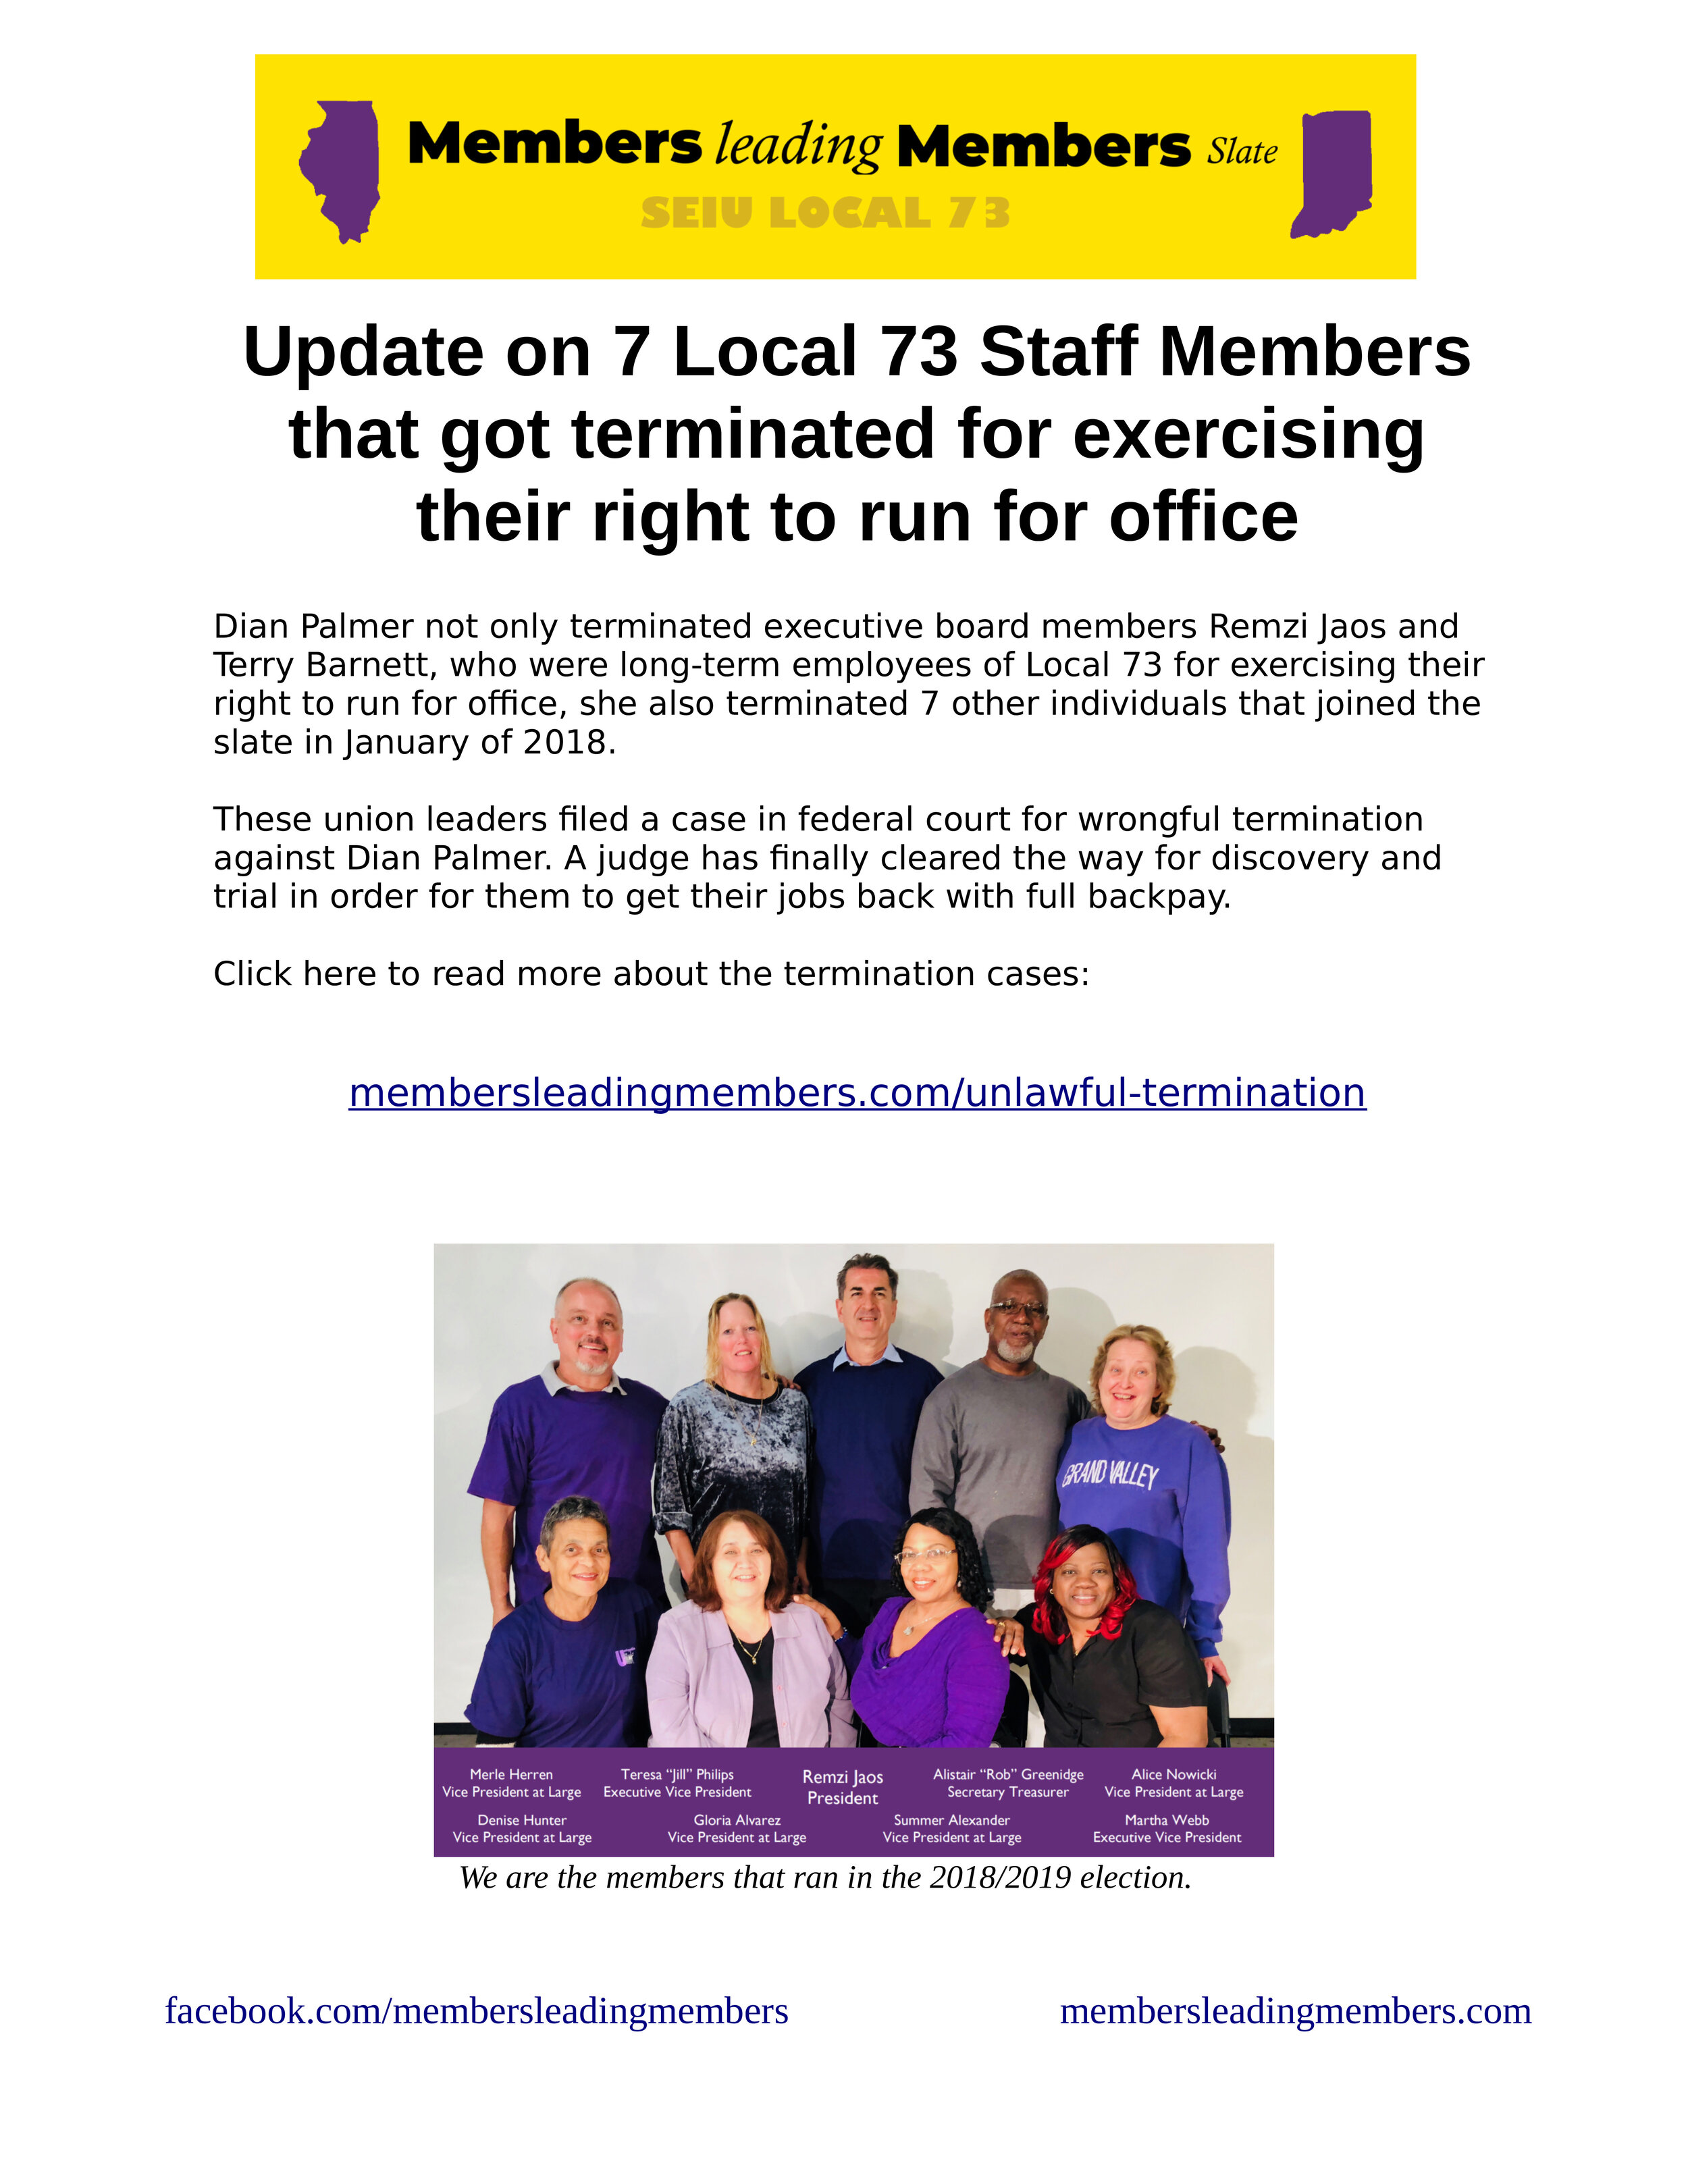 Members leading Members Slate
SEIU LOCAL 73
Update on 7 Local 73 Staff Members
that got terminated for exercising
their right to run for office
Dian Palmer not only terminated executive board members Remzi Jaos and
Terry Barnett, who were long-term employees of Local 73 for exercising their
right to run for office, she also terminated 7 other individuals that joined the
slate in January of 2018.
These union leaders filed a case in federal court for wrongful termination
against Dian Palmer. A judge has finally cleared the way for discovery and
trial in order for them to get their jobs back with full backpay.
Click here to read more about the termination cases:
membersleadingmembers.com/unlawful-termination
GRAND VALLEY
Merle Herren
Vice President at Large
Teresa “Jill” Philips
Executive Vice President
Remzi Jaos
President
Alistair “Rob” Greenidge
Secretary Treasurer
Alice Nowicki
Vice President at Large
Denise Hunter
Vice President at Large
Gloria Alvarez
Vice President at Large
Summer Alexander
Vice President at Large
Martha Webb
Executive Vice President
We are the members that ran in the 2018/2019 election.
facebook.com/membersleadingmembers
membersleadingmembers.com